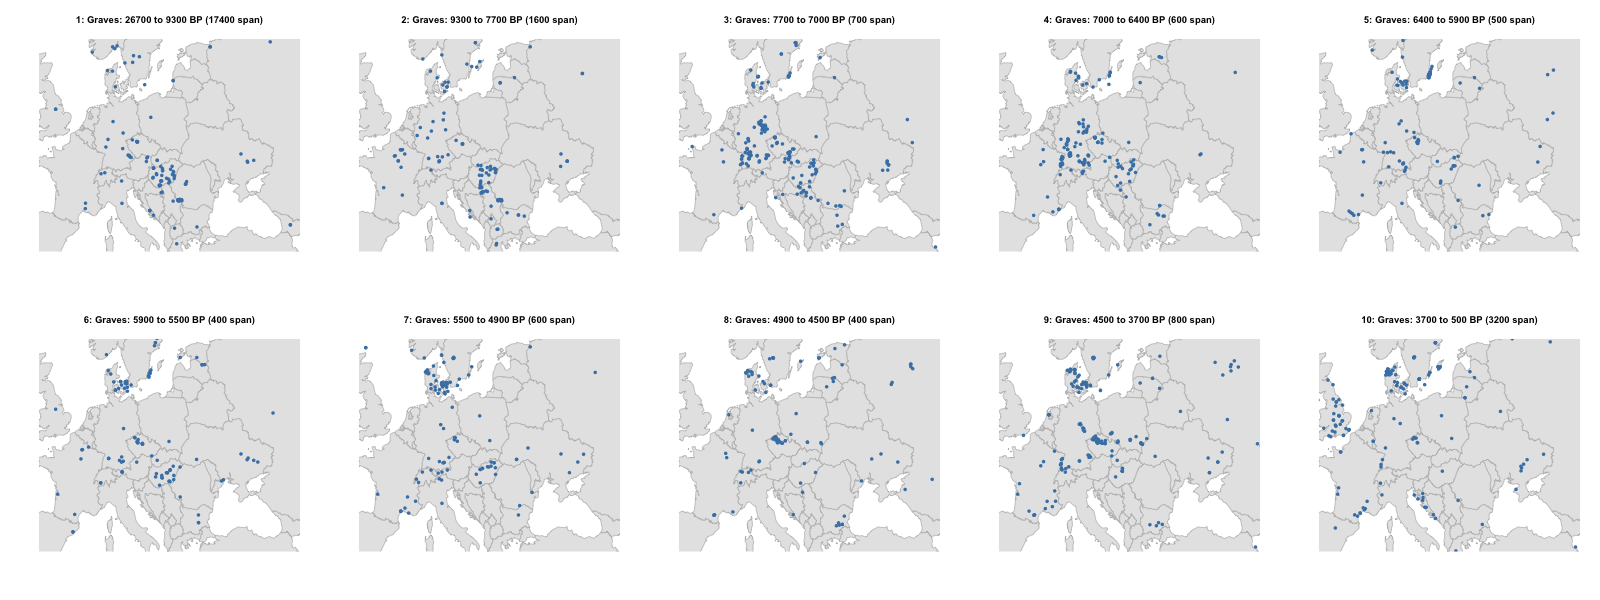 1: Graves: 26700 to 9300 BP (17400 span)
2: Graves: 9300 to 7700 BP (1600 span)
3: Graves: 7700 to 7000 BP (700 span)
4: Graves: 7000 to 6400 BP (600 span)
5: Graves: 6400 to 5900 BP (500 span)
6: Graves: 5900 to 5500 BP (400 span)
7: Graves: 5500 to 4900 BP (600 span)
8: Graves: 4900 to 4500 BP (400 span)
9: Graves: 4500 to 3700 BP (800 span)
10: Graves: 3700 to 500 BP (3200 span)